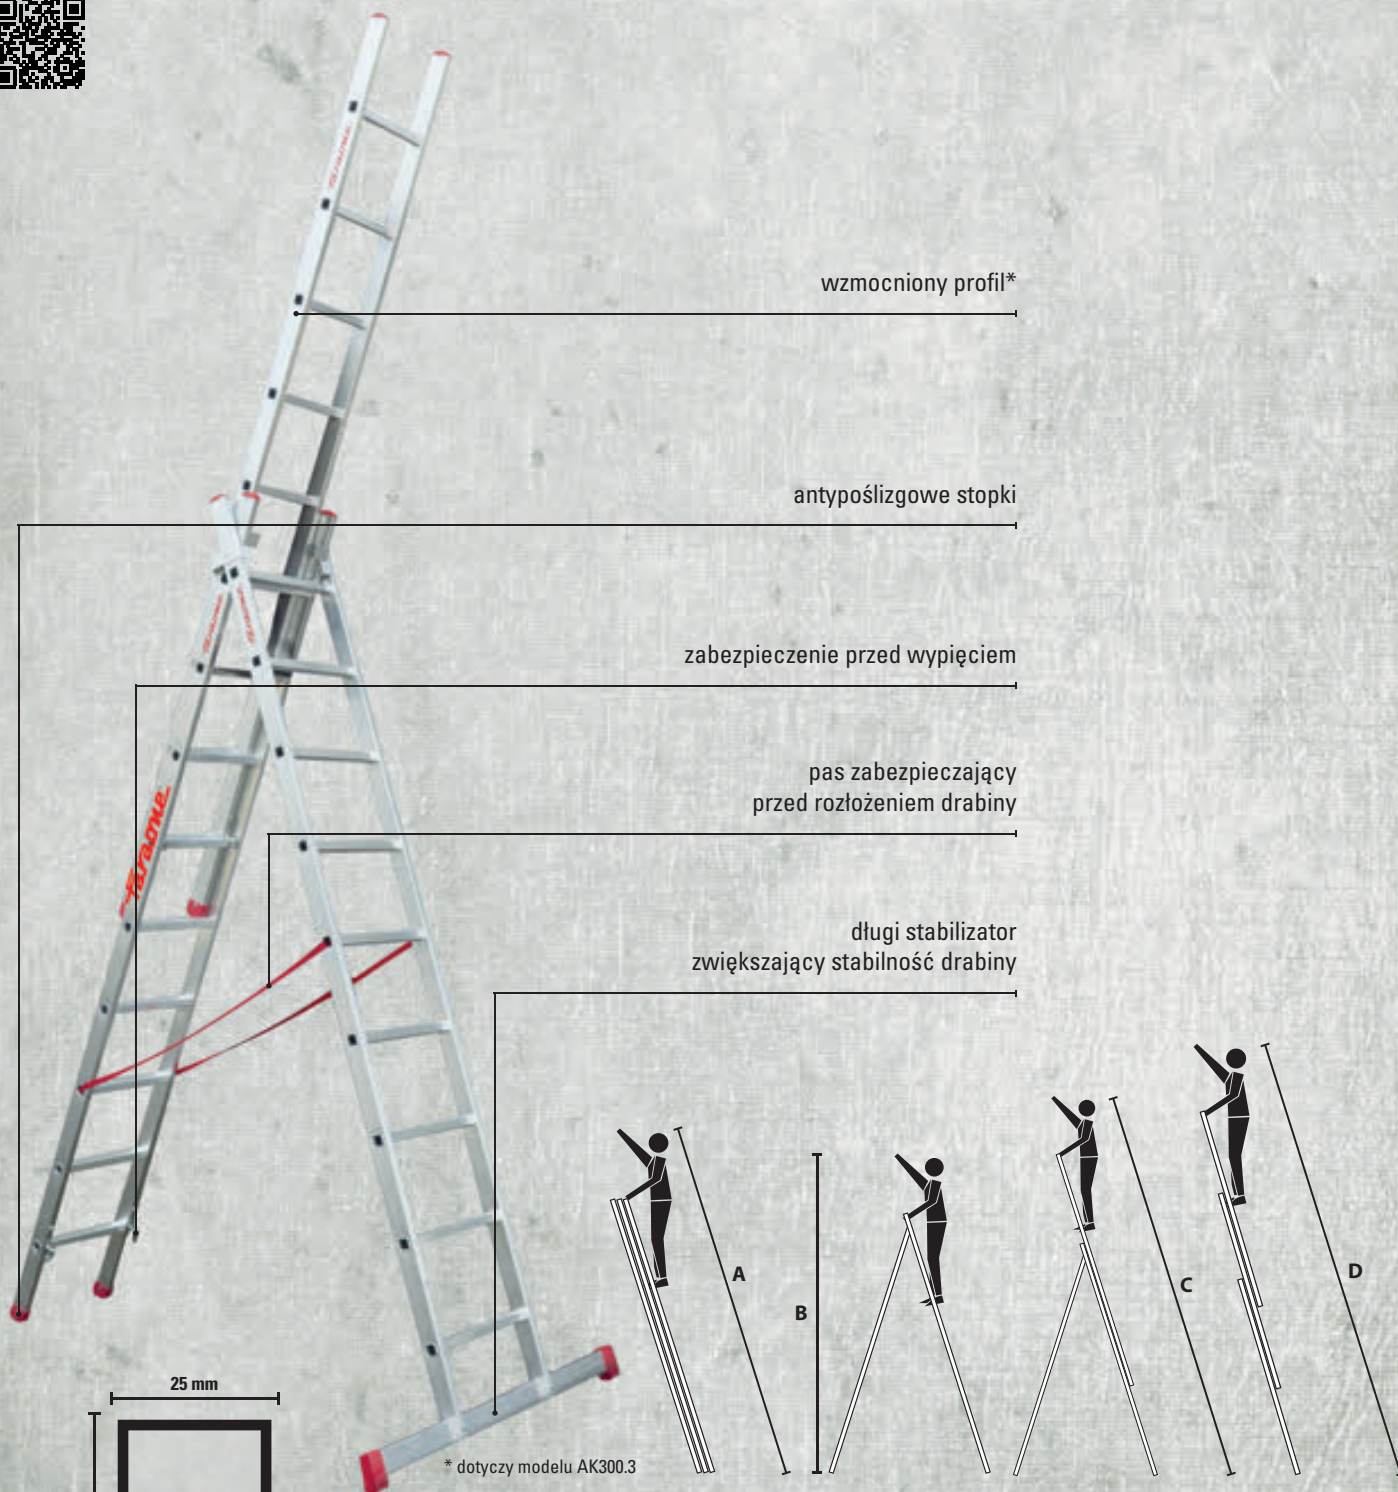 wzmocniony profil*
antypoślizgowe stopki
zabezpieczenie przed wypięciem
pas zabezpieczający
przed rozłożeniem drabiny
długi stabilizator
zwiększający stabilność drabiny
faraone
A
B
C
D
25 mm
* dotyczy modelu AK300.3